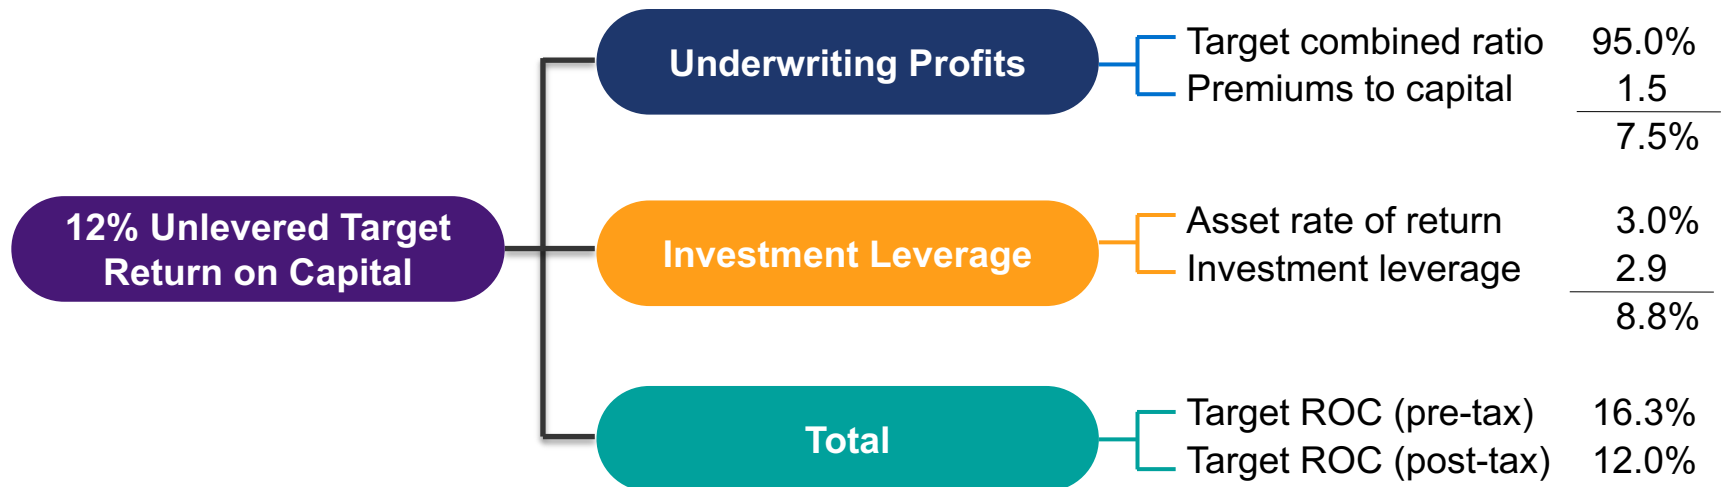 12% Unlevered Target
Return on Capital
Underwriting Profits
Target combined ratio 95.0%
Premiums to capital 1.5
7.5%
Investment Leverage
Asset rate of return 3.0%
Investment leverage 2.9
8.8%
Total
Target ROC (pre-tax) 16.3%
Target ROC (post-tax) 12.0%